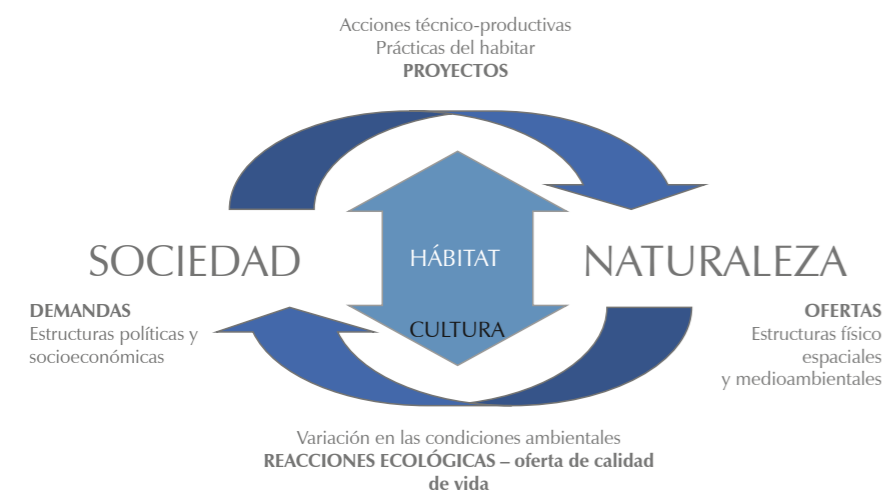 Acciones técnico-productivas
Prácticas del habitar
PROYECTOS
HÁBITAT
SOCIEDAD
NATURALEZA
CULTURA
DEMANDAS
Estructuras políticas y
socioeconómicas
OFERTAS
Estructuras físico
espaciales
y medioambientales
Variación en las condiciones ambientales
REACCIONES ECOLÓGICAS – oferta de calidad
de vida